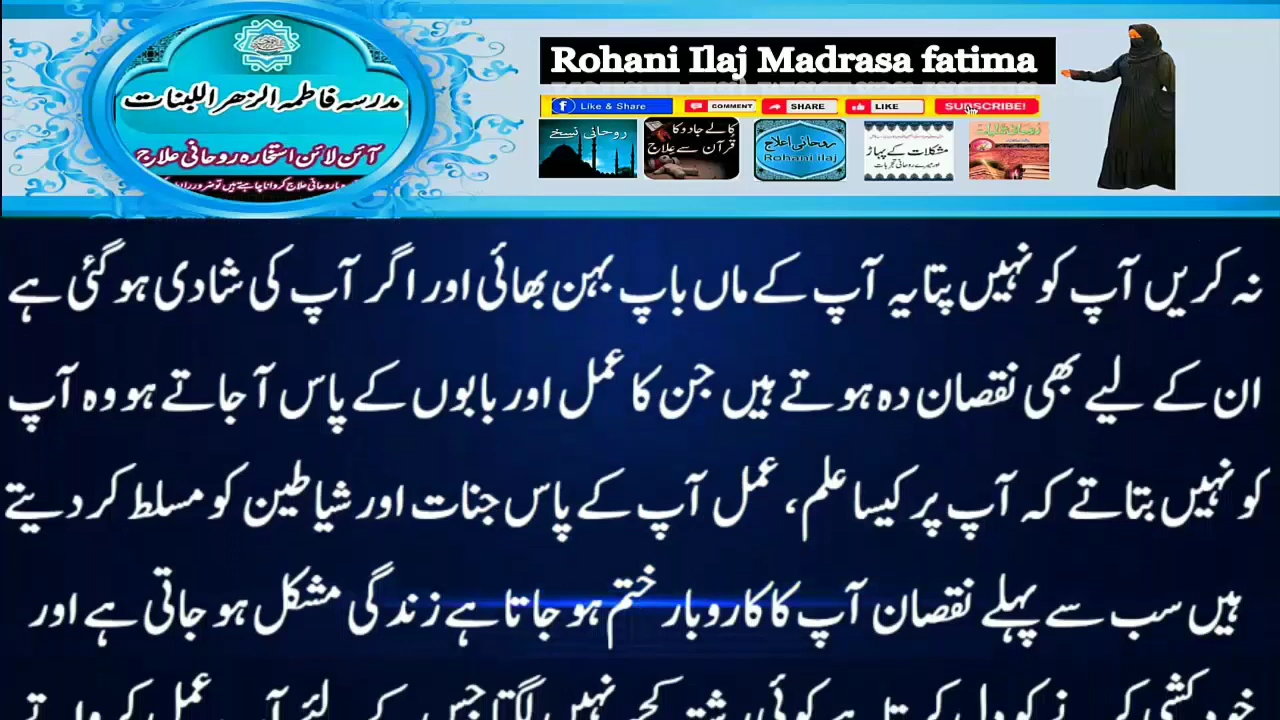 مدرسہ فاطمہ الزھرا للبنات
آئن لائن استخارہ روحانی علاج
Rohani Ilaj Madrasa fatima
Like & Share
COMMENT
SHARE
LIKE
SUBSCRIBE!
روحانی نسخ
کالے جادو کا
قرآن سے علاج
روحانی علاج
Rohani ilaj
مشکلات کے پہاڑ
نہ کریں آپ کو نہیں پتا یہ آپ کے ماں باپ بہن بھائی اور اگر آپ کی شادی ہو گئی ہے
ان کے لیے بھی نقصان دہ ہوتے ہیں جن کا عمل اور بابوں کے پاس آ جاتے ہو وہ آپ
کو نہیں بتاتے کہ آپ پر کیسا علم، عمل آپ کے پاس جنات اور شیاطین کو مسلط کر دیتے
ہیں سب سے پہلے نقصان آپ کا کاروبار ختم ہو جاتا ہے زندگی مشکل ہو جاتی ہے اور